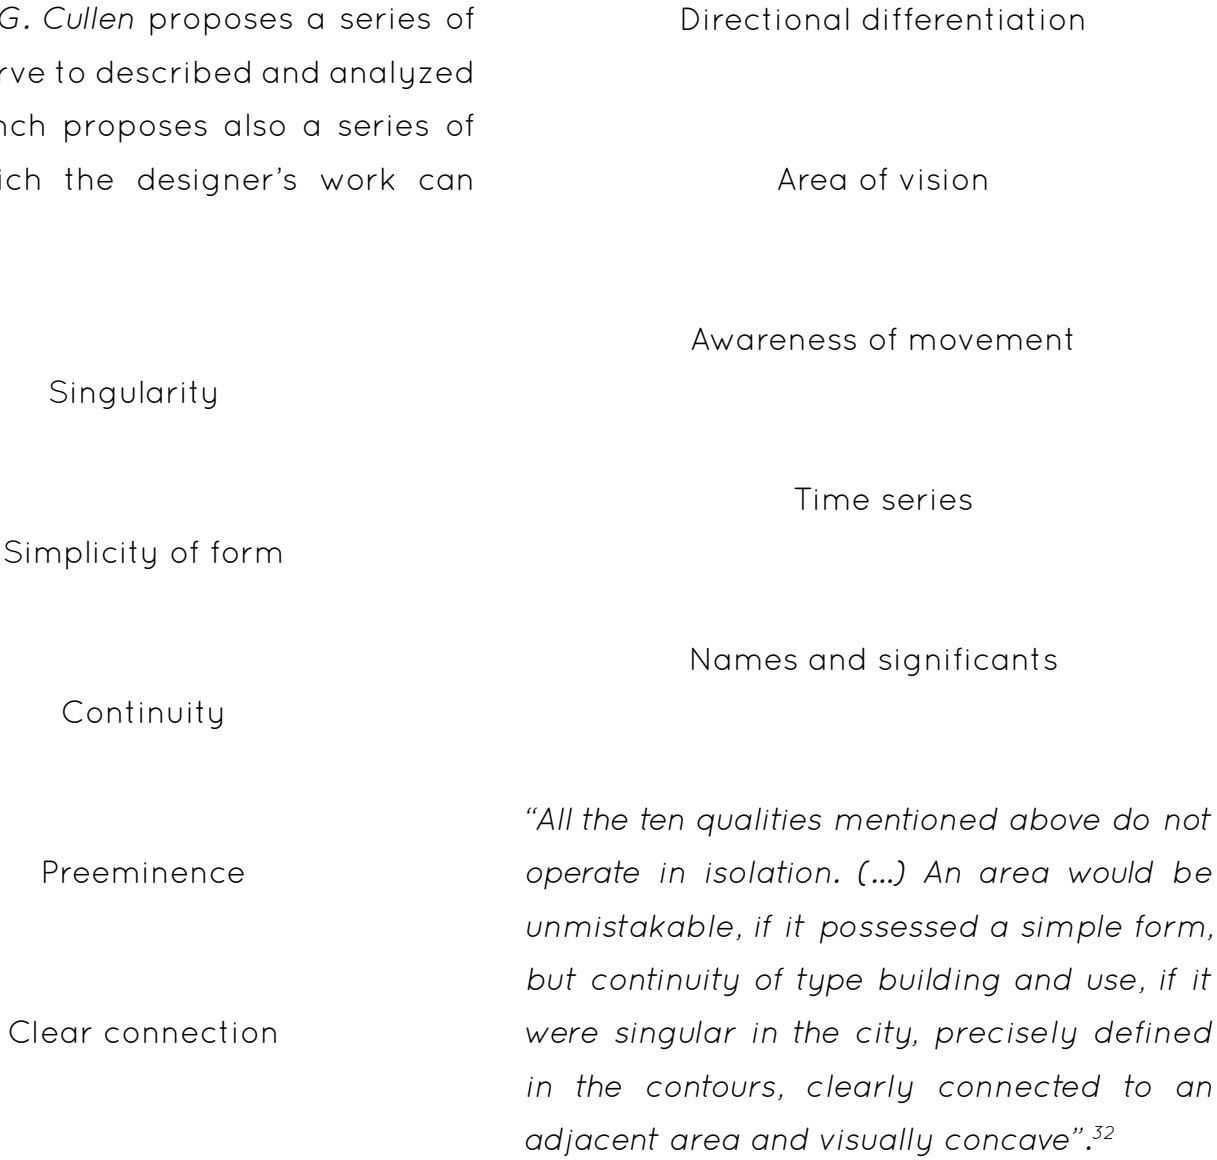 G. Cullen proposes a series of
rve to described and analyzed
nch proposes also a series of
ich the designer's work can
Singularity
Simplicity of form
Continuity
Preeminence
Clear connection
Directional differentiation
Area of vision
Awareness of movement
Time series
Names and significants
“All the ten qualities mentioned above do not
operate in isolation. (...) An area would be
unmistakable, if it possessed a simple form,
but continuity of type building and use, if it
were singular in the city, precisely defined
in the contours, clearly connected to an
adjacent area and visually concave”.32